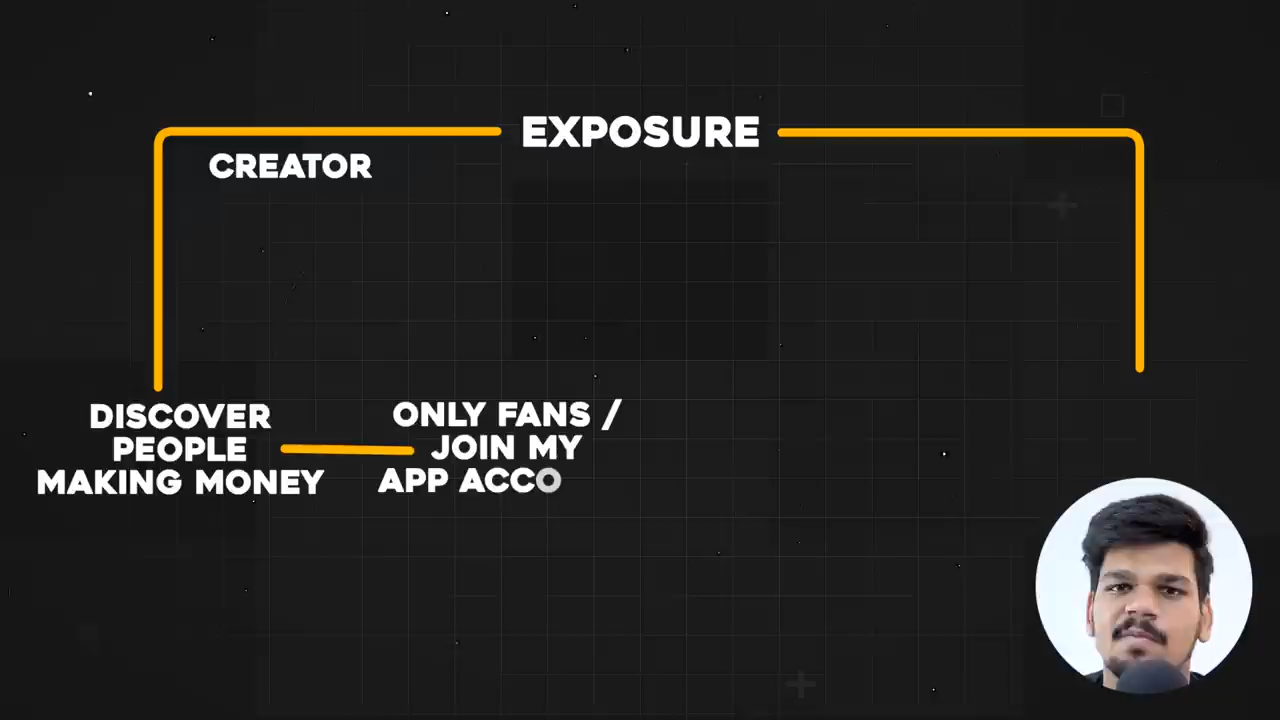 EXPOSURE
CREATOR
DISCOVER
PEOPLE
MAKING MONEY
ONLY FANS /
JOIN MY
APP ACCO